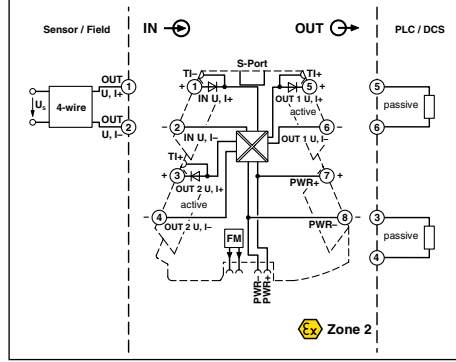 Sensor / Field
IN
OUT
PLC / DCS
S-Port
TI–
TI+
OUT
U, I+
1
+
1
IN U, I+
5
+
OUT 1 U, I+
active
5
passive
6
Us
4-wire
OUT
U, I–
2
–
2
IN U, I–
6
–
OUT 1 U, I–
TI+
+
3
OUT 2 U, I+
active
7
+
PWR+
–
4
OUT 2 U, I–
8
–
PWR–
3
passive
4
FM
PWR–
PWR+
Ex
Zone 2